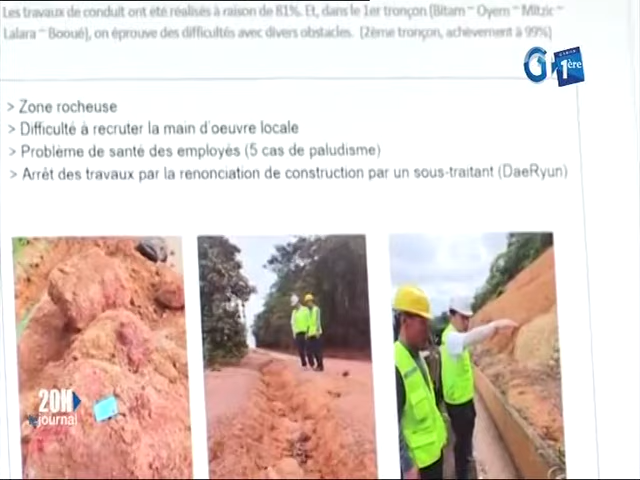 Les travaux de conduit ont été réalisés à raison de 81%. Et, dans le 1er tronçon (Bitam ~ Oyem ~ Mitzic ~
Lalara ~ Booué), on éprouve des difficultés avec divers obstacles. (2ème tronçon, achèvement à 99%)
G 1ère
> Zone rocheuse
> Difficulté à recruter la main d'oeuvre locale
> Problème de santé des employés (5 cas de paludisme)
> Arrêt des travaux par la renonciation de construction par un sous-traitant (DaeRyun)
20H
le journal